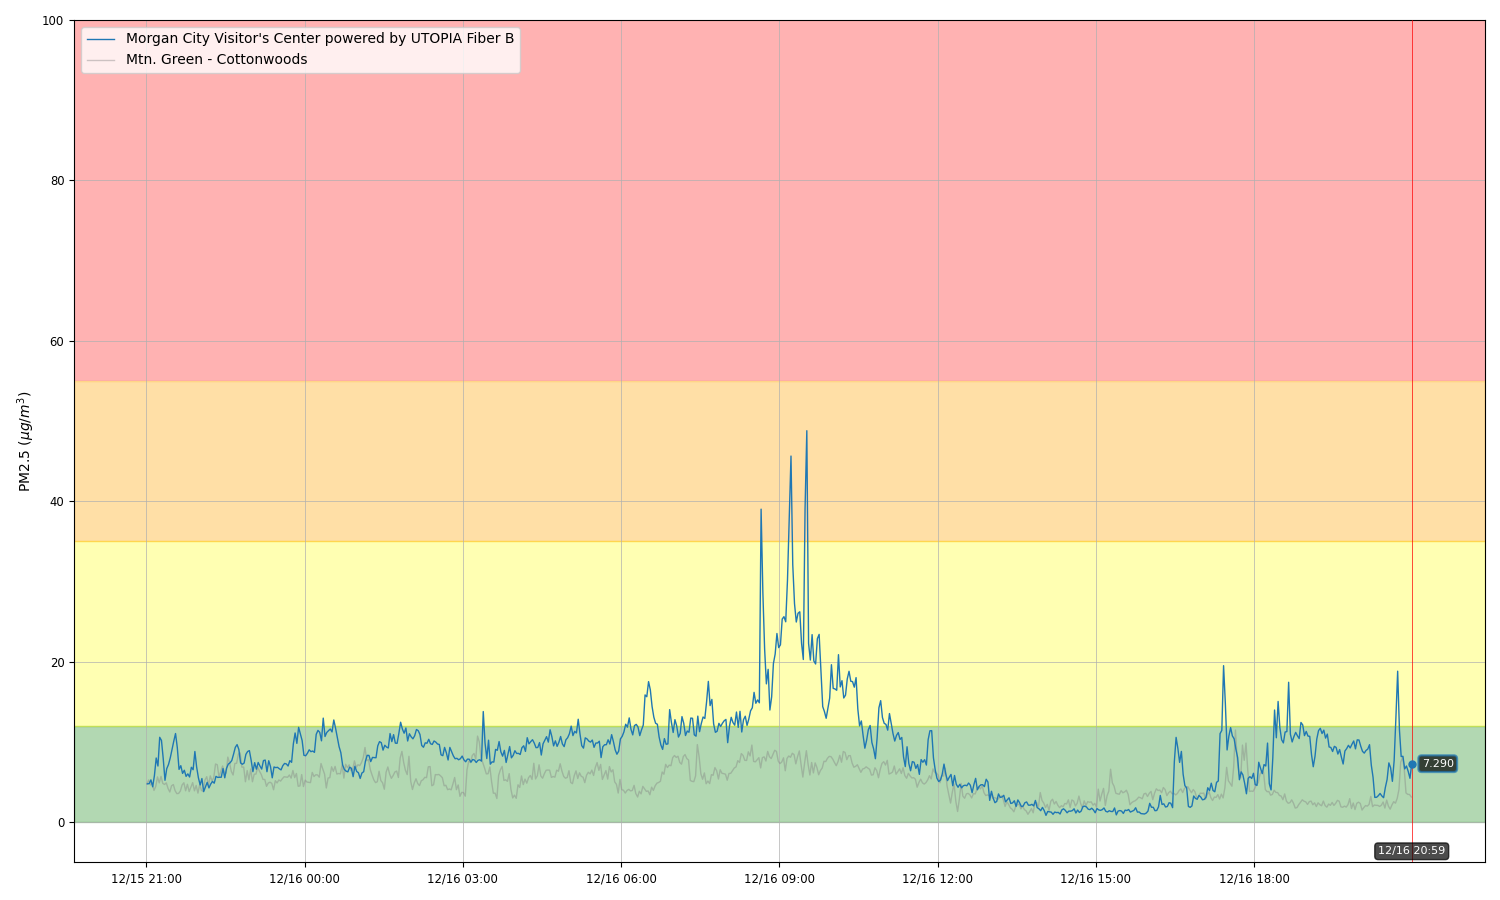 100
Morgan City Visitor's Center powered by UTOPIA Fiber B
Mtn. Green - Cottonwoods
80
60
PM2.5 (μg/m³)
40
20
7.290
0
12/16 20:59
12/15 21:00 12/16 00:00 12/16 03:00 12/16 06:00 12/16 09:00 12/16 12:00 12/16 15:00 12/16 18:00